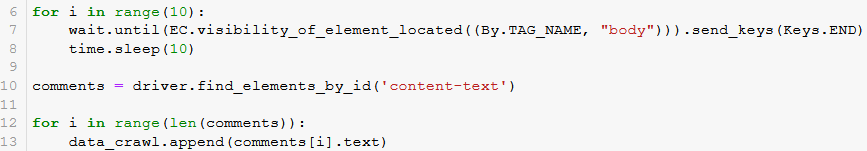 6 for i in range(10):
7     wait.until(EC.visibility_of_element_located((By.TAG_NAME, "body"))).send_keys(Keys.END)
8     time.sleep(10)
9
10 comments = driver.find_elements_by_id('content-text')
11
12 for i in range(len(comments)):
13     data_crawl.append(comments[i].text)